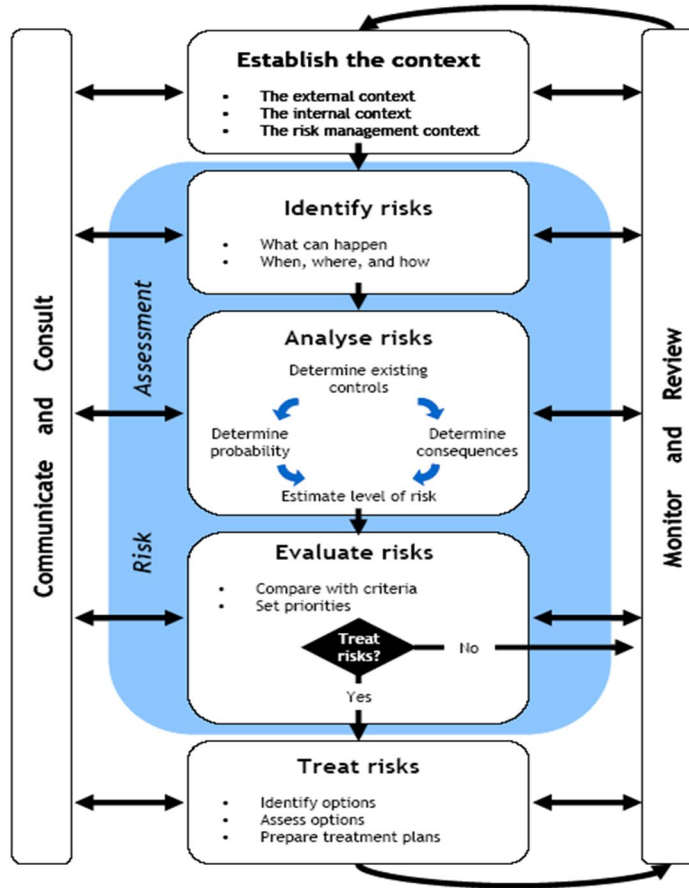 Communicate and Consult
Establish the context
• The external context
• The internal context
• The risk management context
Risk Assessment
Identify risks
• What can happen
• When, where, and how
Analyse risks
Determine existing
controls
Determine
probability
Determine
consequences
Estimate level of risk
Evaluate risks
• Compare with criteria
• Set priorities
Treat
risks?
No
Yes
Treat risks
• Identify options
• Assess options
• Prepare treatment plans
Monitor and Review